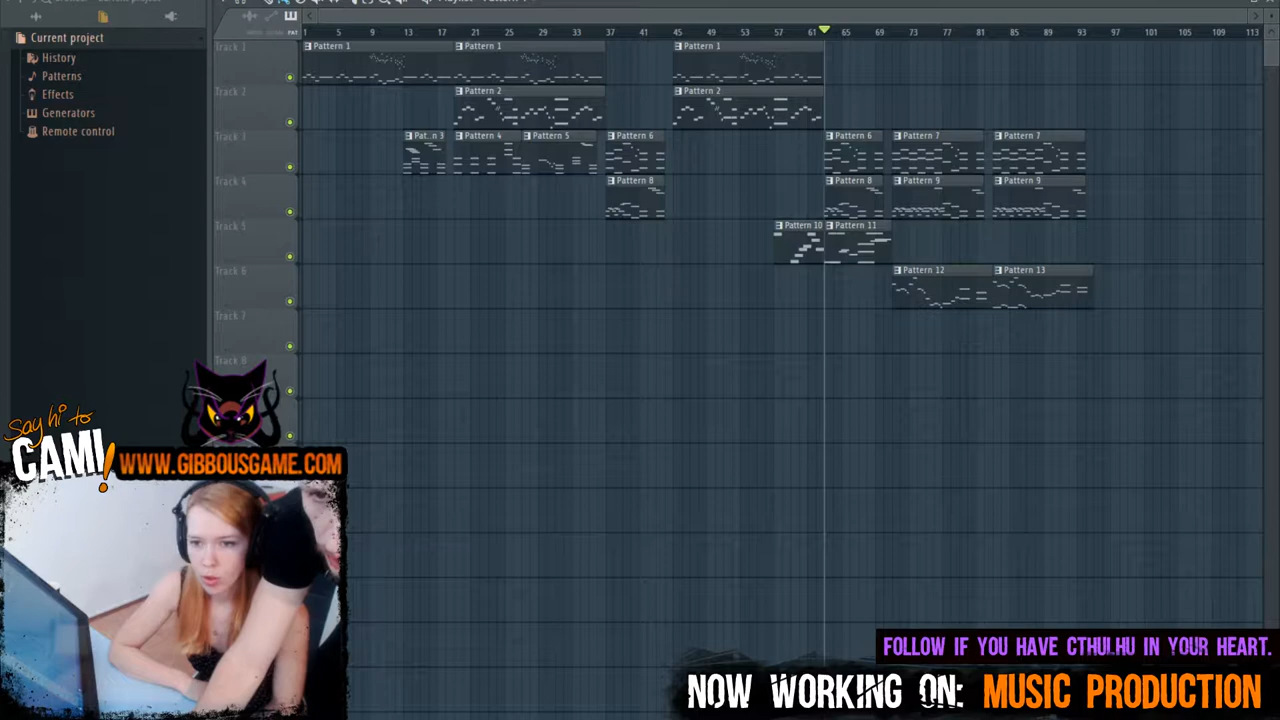 1 5 9 13 17 21 25 29 33 37 41 45 49 53 57 61 65 69 73 77 81 85 89 93 97 101 105 109 113
Current project
History
Patterns
Effects
Generators
Remote control
Track 1
Pattern 1
Pattern 1
Pattern 1
Track 2
Pattern 2
Pattern 2
Track 3
Pat..n 3
Pattern 4
Pattern 5
Pattern 6
Pattern 6
Pattern 7
Pattern 7
Track 4
Pattern 8
Pattern 8
Pattern 9
Pattern 9
Track 5
Pattern 10
Pattern 11
Track 6
Pattern 12
Pattern 13
Track 7
Track 8
Say hi to
CAMI!
WWW.GIBBOUSGAME.COM
FOLLOW IF YOU HAVE CTHULHU IN YOUR HEART.
NOW WORKING ON: MUSIC PRODUCTION